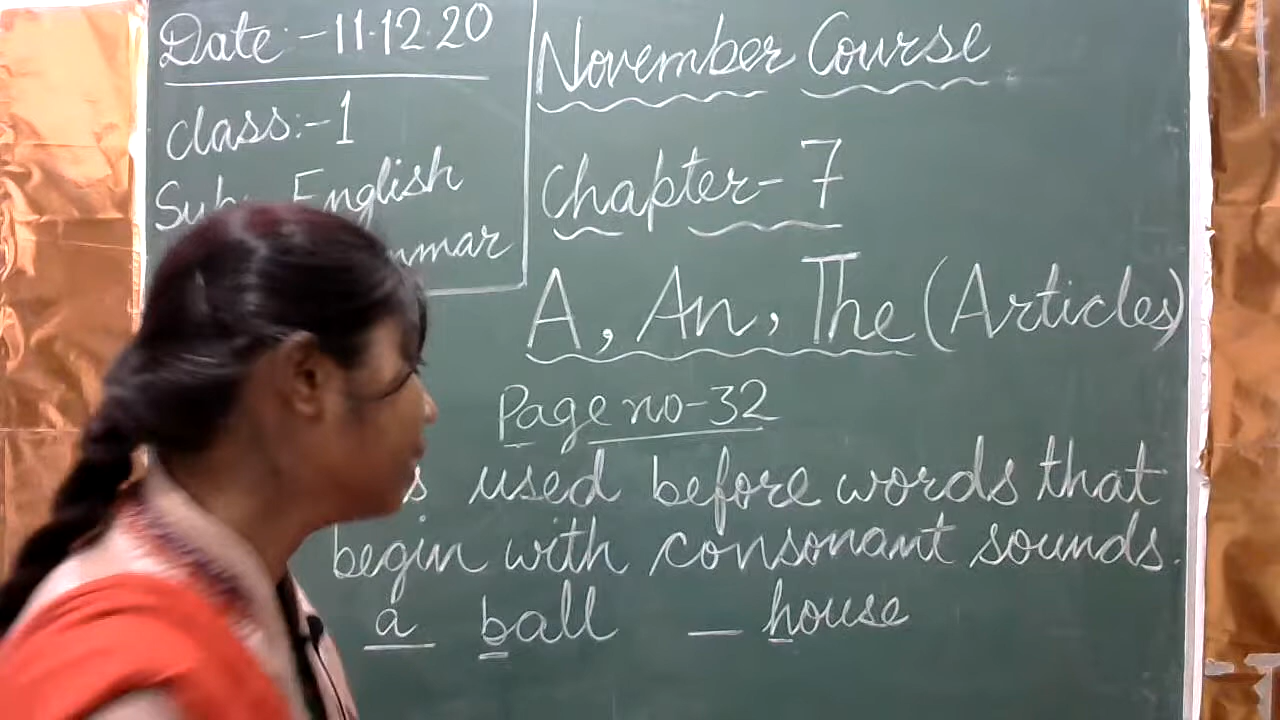 Date:-11.12.20
class:-1
Sub:- English
November Course
Chapter-7
A, An, The (Articles)
Page no-32
used before words that
begin with consonant sounds.
a ball _ house